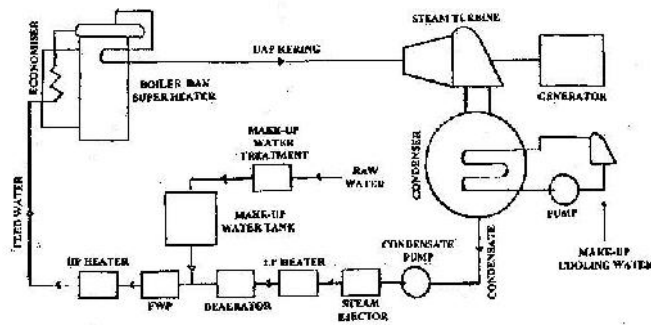 STEAM TURBINE
ECONOMISER
UAP KERING
BOILER DAN
SUPER HEATER
GENERATOR
MAKE-UP
WATER
TREATMENT
RAW
WATER
CONDENSER
MAKE-UP
WATER TANK
PUMP
FEED WATER
CONDENSATE
PUMP
CONDENSATE
MAKE-UP
COOLING WATER
HP HEATER
LP HEATER
FWP
DEAERATOR
STEAM
EJECTOR